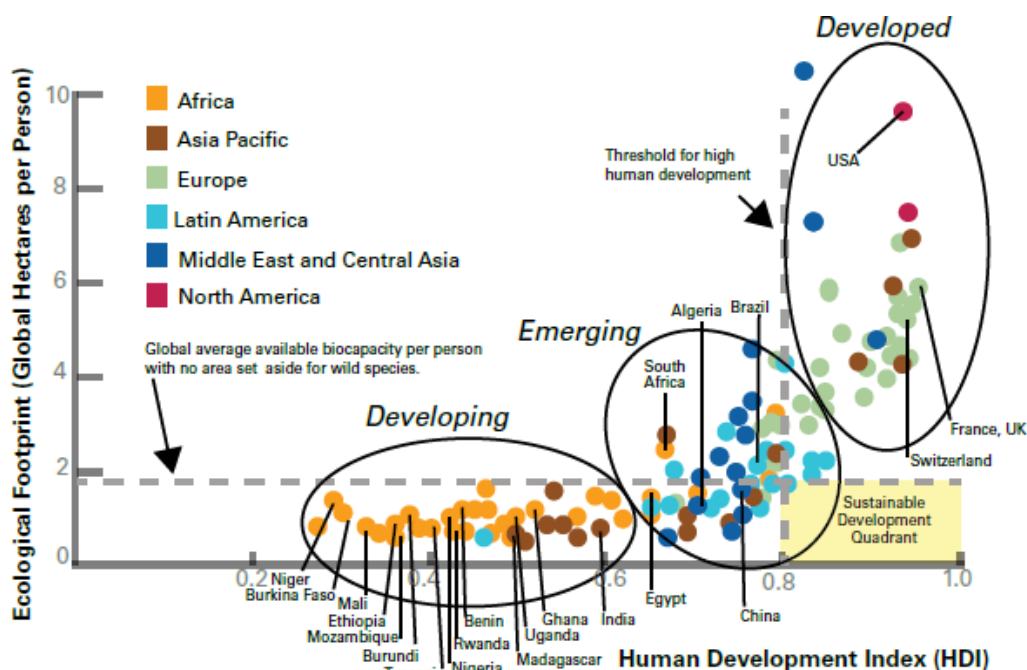 Developed
Ecological Footprint (Global Hectares per Person)
10
8
6
4
2
0
Africa
Asia Pacific
Europe
Latin America
Middle East and Central Asia
North America
Threshold for high
human development
USA
Global average available biocapacity per person
with no area set aside for wild species.
Emerging
Algeria
Brazil
South
Africa
Developing
France, UK
Switzerland
Sustainable
Development
Quadrant
0.2
0.4
0.6
0.8
1.0
Niger
Burkina Faso
Mali
Ethiopia
Mozambique
Burundi
Nigeria
Rwanda
Benin
Ghana
Uganda
Madagascar
India
Egypt
China
Human Development Index (HDI)